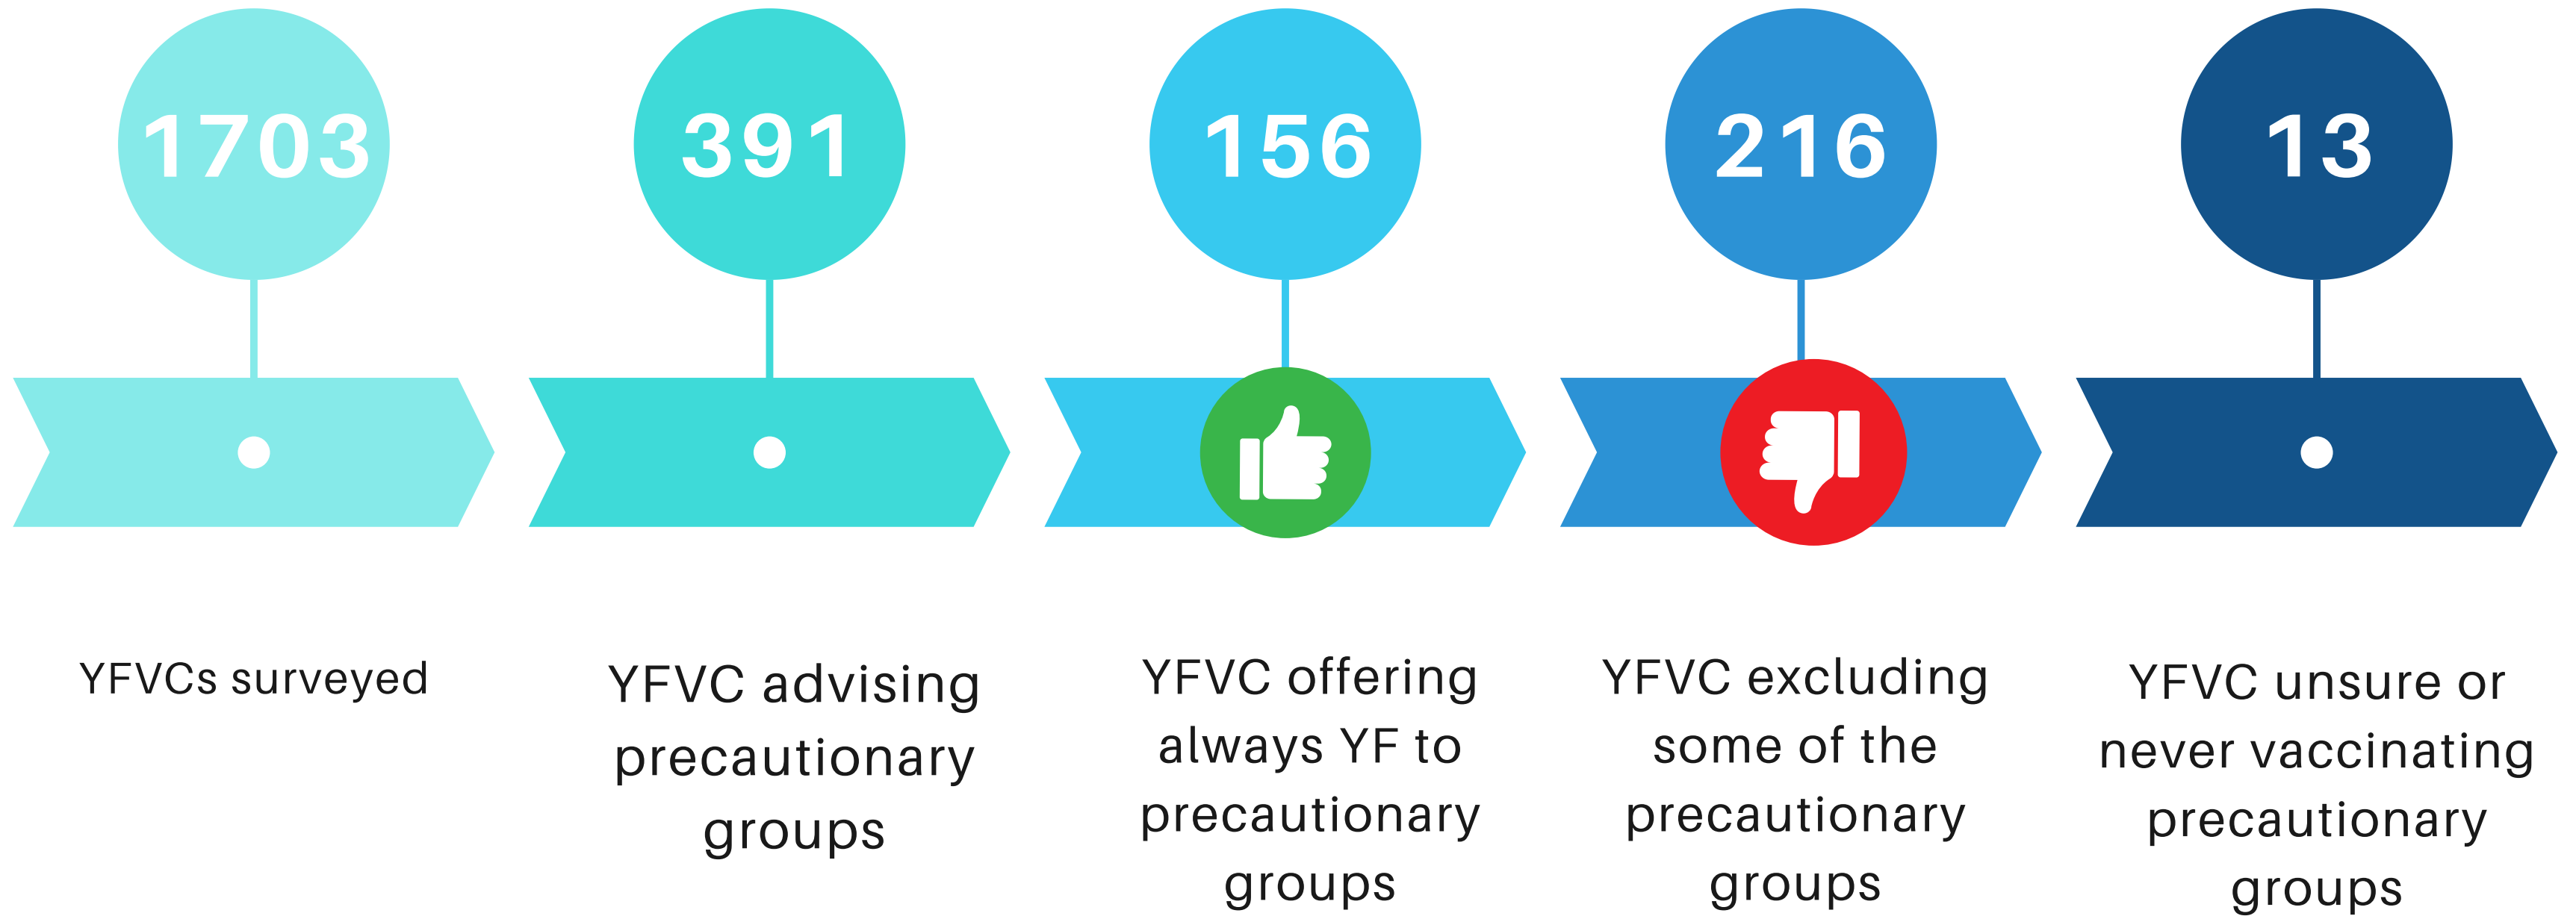 1703
391
156
216
13
YFVCs surveyed
YFVC advising
precautionary
groups
YFVC offering
always YF to
precautionary
groups
YFVC excluding
some of the
precautionary
groups
YFVC unsure or
never vaccinating
precautionary
groups